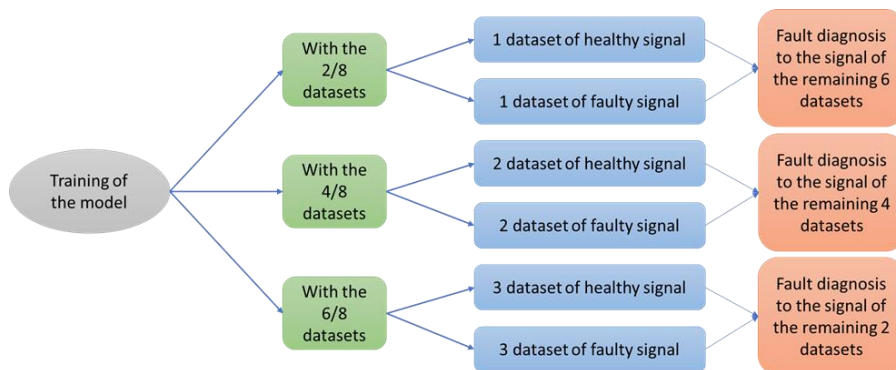 Training of
the model
With the
2/8
datasets
1 dataset of healthy signal
1 dataset of faulty signal
Fault diagnosis
to the signal of
the remaining 6
datasets
With the
4/8
datasets
2 dataset of healthy signal
2 dataset of faulty signal
Fault diagnosis
to the signal of
the remaining 4
datasets
With the
6/8
datasets
3 dataset of healthy signal
3 dataset of faulty signal
Fault diagnosis
to the signal of
the remaining 2
datasets